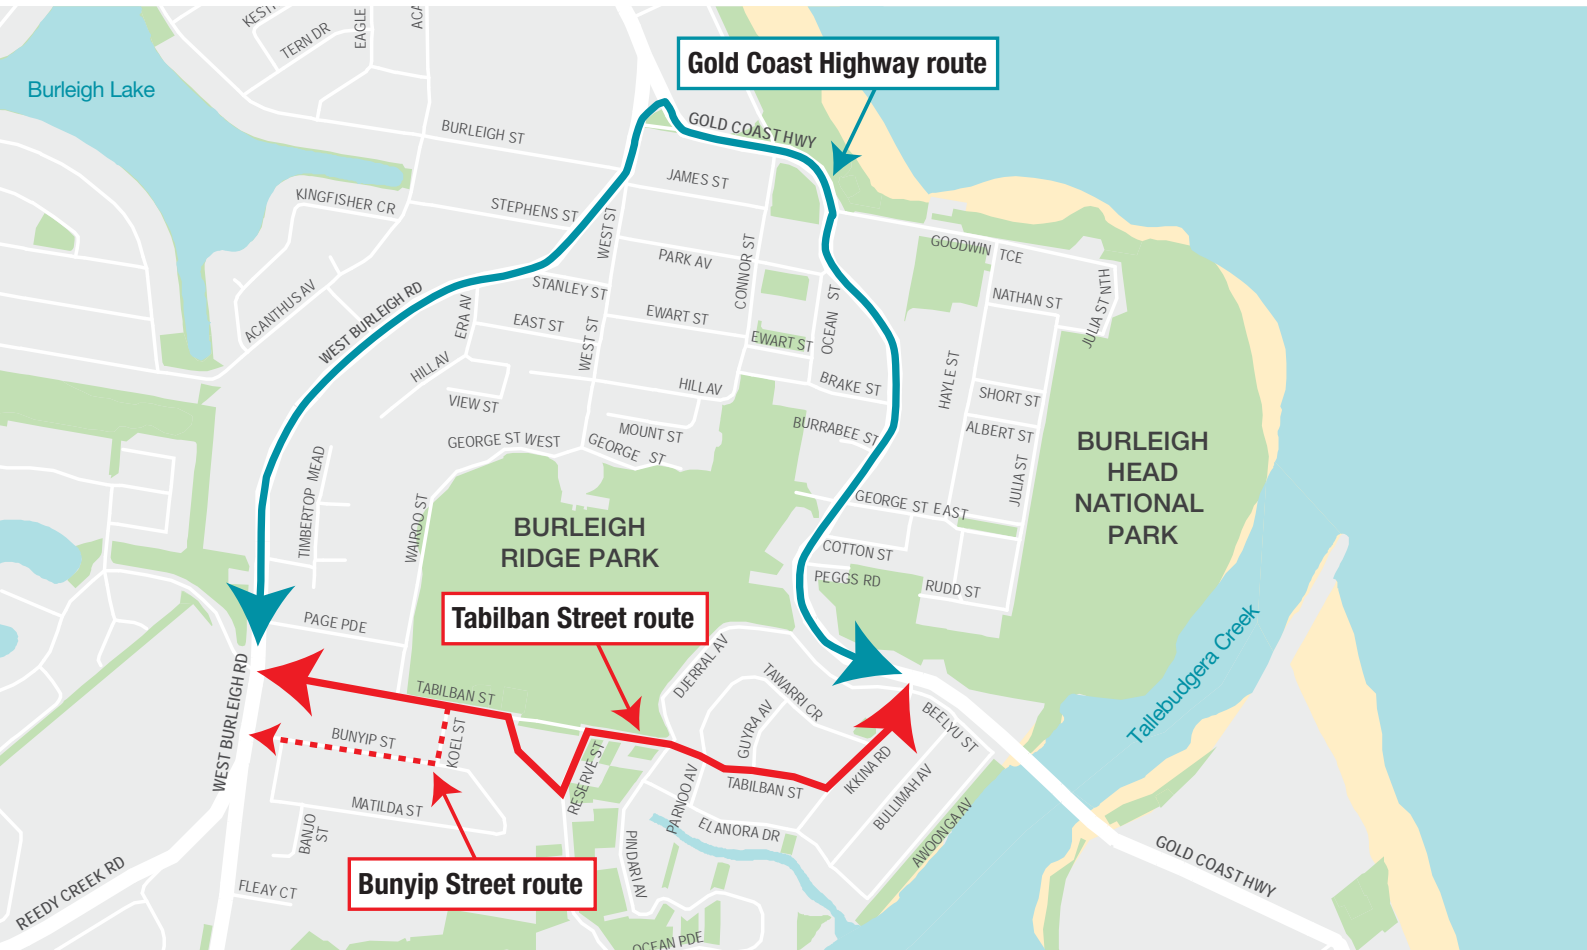 KEST
TERN DR
EAGLE
ACA
Gold Coast Highway route
Burleigh Lake
BURLEIGH ST
GOLD COAST HWY
JAMES ST
KINGFISHER CR
STEPHENS ST
WEST ST
GOODWIN TCE
PARK AV
CONNOR ST
JULIA ST NTH
STANLEY ST
NATHAN ST
ACANTHUS AV
WEST BURLEIGH RD
ERA AV
EAST ST
EWART ST
OCEAN ST
WEST ST
EWART ST
HILL AV
HAYLE ST
HILL AV
BRAKE ST
SHORT ST
VIEW ST
MOUNT ST
BURRABEE ST
ALBERT ST
GEORGE ST WEST
GEORGE ST
BURLEIGH
HEAD
NATIONAL
PARK
JULIA ST
TIMBERTOP MEAD
WAIROO ST
GEORGE ST EAST
BURLEIGH
RIDGE PARK
COTTON ST
PEGGS RD
RUDD ST
Tabilban Street route
PAGE PDE
DJERRAL AV
TAWARRI CR
Tallebudgera Creek
TABILBAN ST
WEST BURLEIGH RD
BUNYIP ST
KOEL ST
GUYRA AV
BEELYU ST
RESERVE ST
PARNOO AV
TABILBAN ST
IKKINA RD
BULLIMAH AV
MATILDA ST
BANJO
ST
ELANORA DR
AWOONGA AV
PINDARI AV
Bunyip Street route
GOLD COAST HWY
REEDY CREEK RD
FLEAY CT
OCEAN PDE